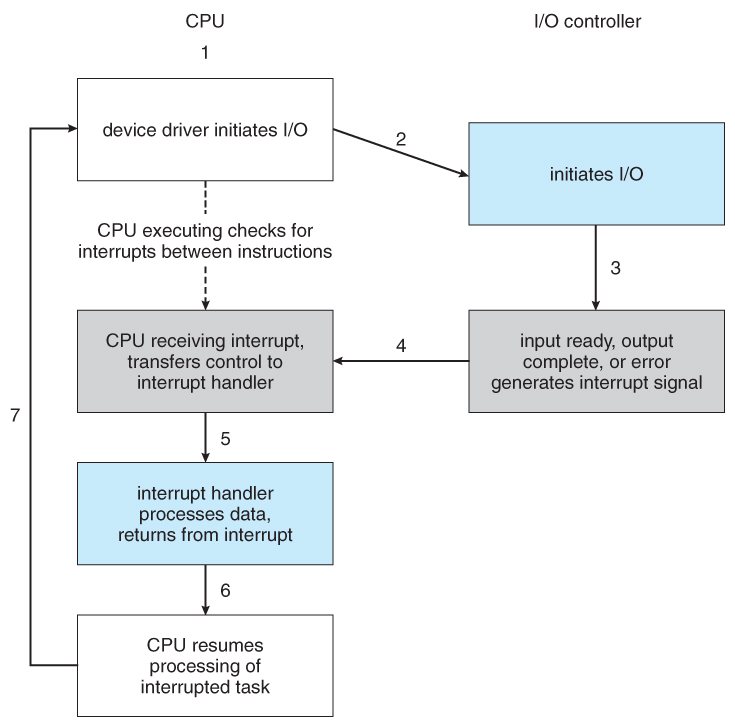 CPU
I/O controller
1
device driver initiates I/O
2
initiates I/O
CPU executing checks for
interrupts between instructions
3
CPU receiving interrupt,
transfers control to
interrupt handler
4
input ready, output
complete, or error
generates interrupt signal
7
5
interrupt handler
processes data,
returns from interrupt
6
CPU resumes
processing of
interrupted task